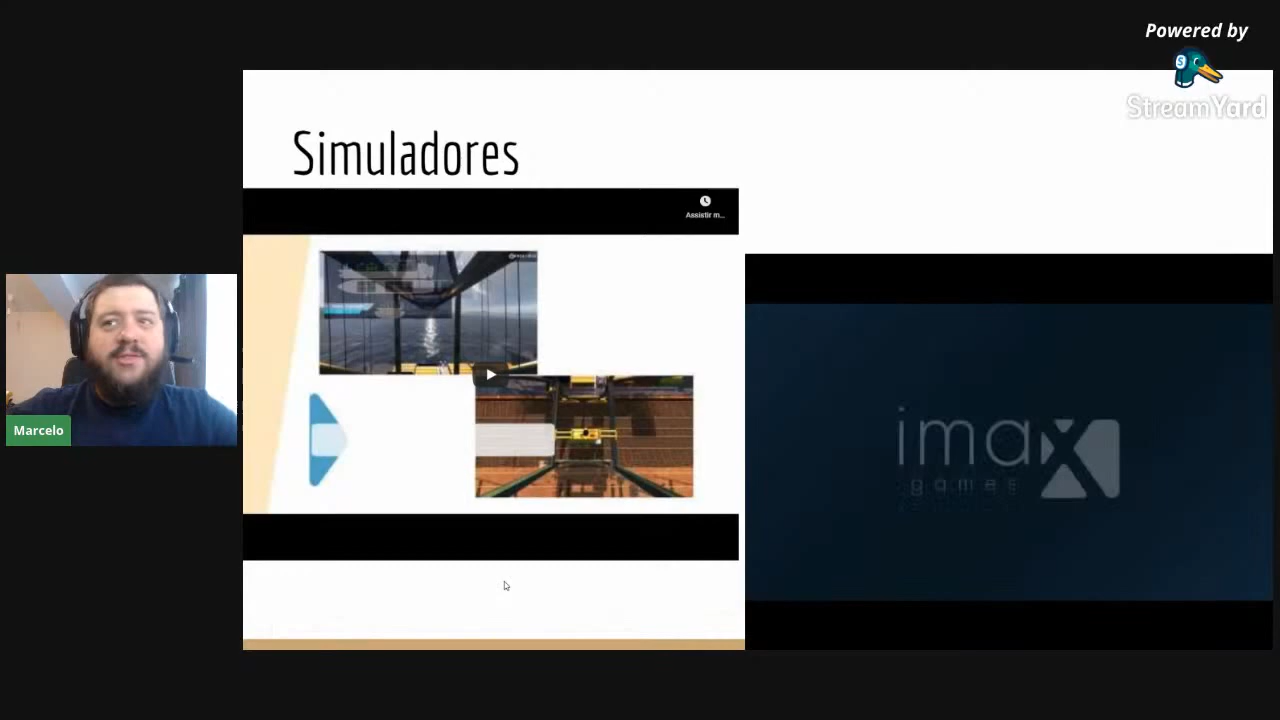 Powered by
StreamYard
Simuladores
Assistir m...
Marcelo
imax
games